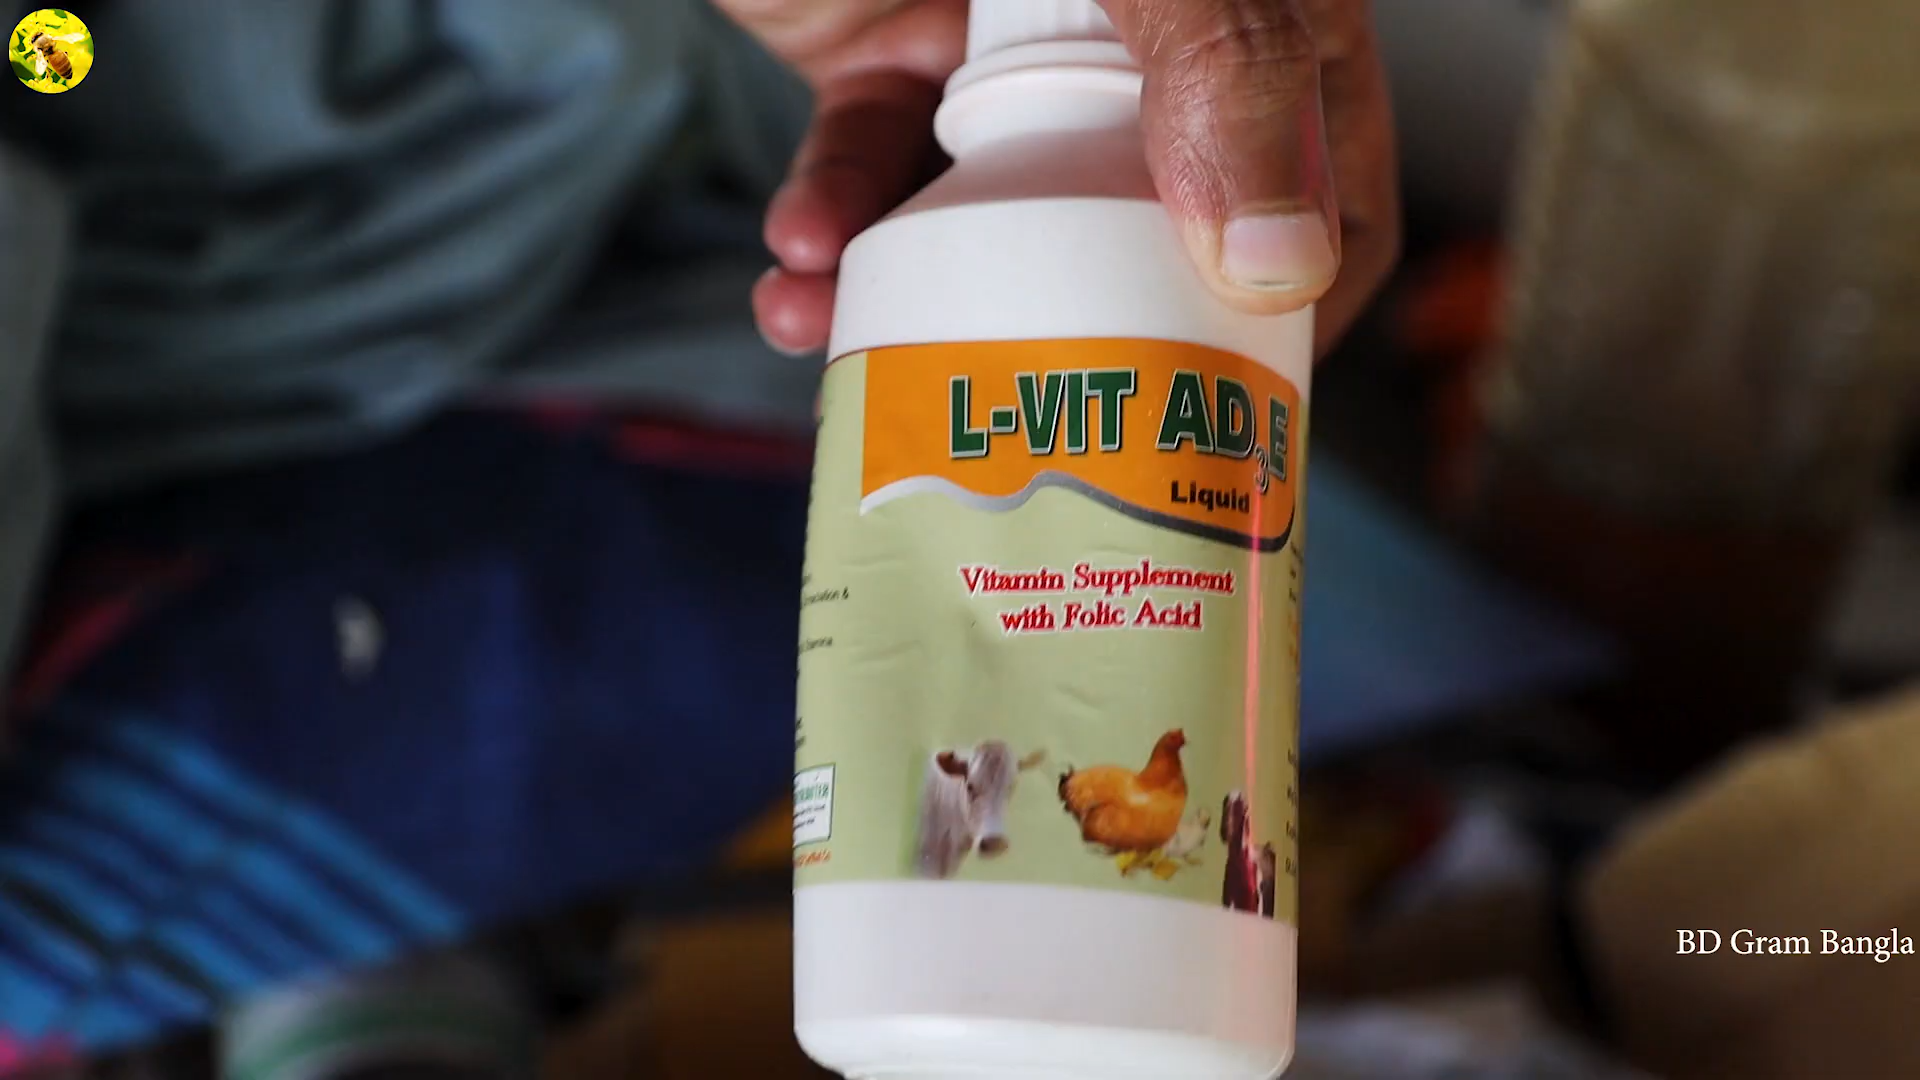 L-VIT AD₃E
Liquid
Vitamin Supplement
with Folic Acid
BD Gram Bangla